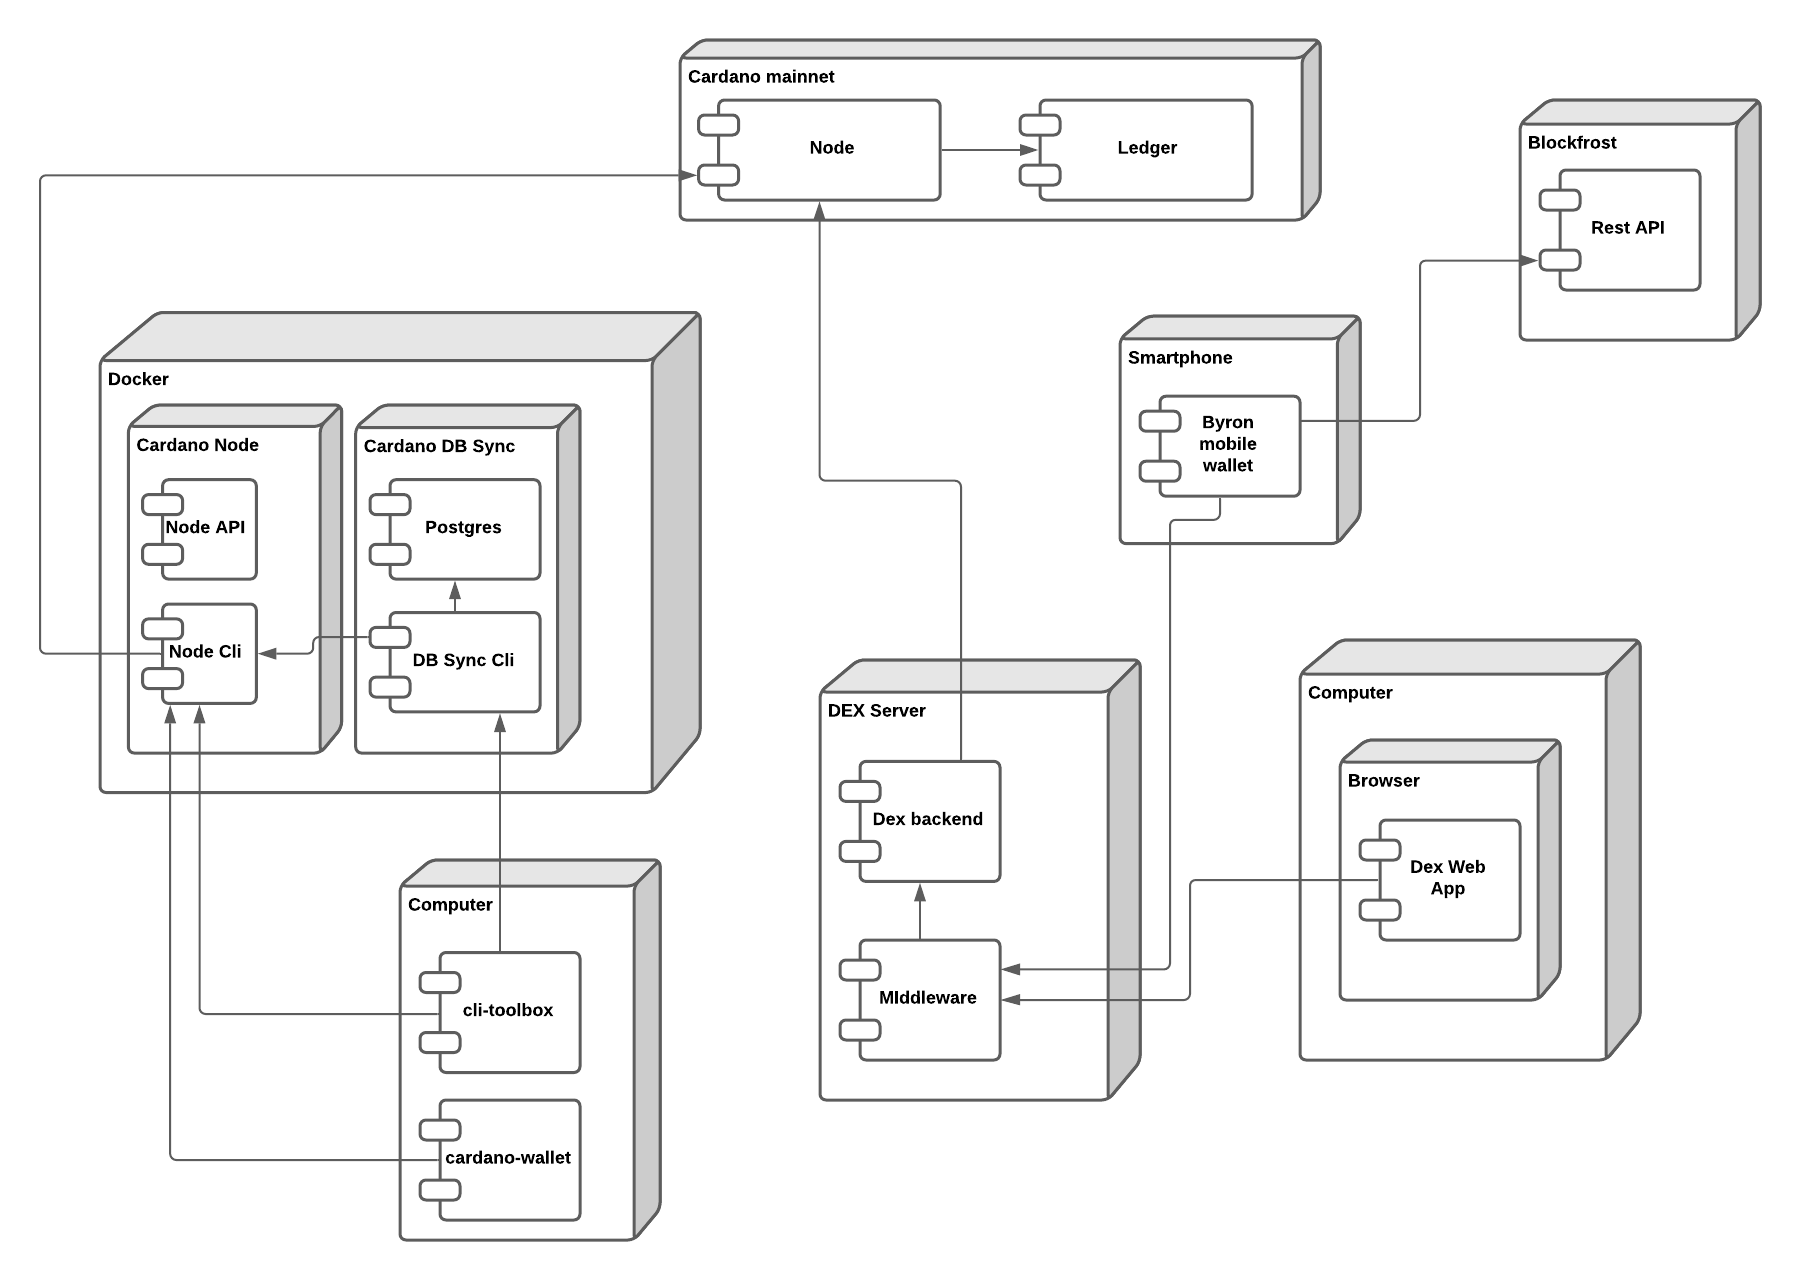 Cardano mainnet
Node
Ledger
Blockfrost
Rest API
Smartphone
Byron
mobile
wallet
Docker
Cardano Node
Node API
Node Cli
Cardano DB Sync
Postgres
DB Sync Cli
DEX Server
Dex backend
MIddleware
Computer
Browser
Dex Web
App
Computer
cli-toolbox
cardano-wallet